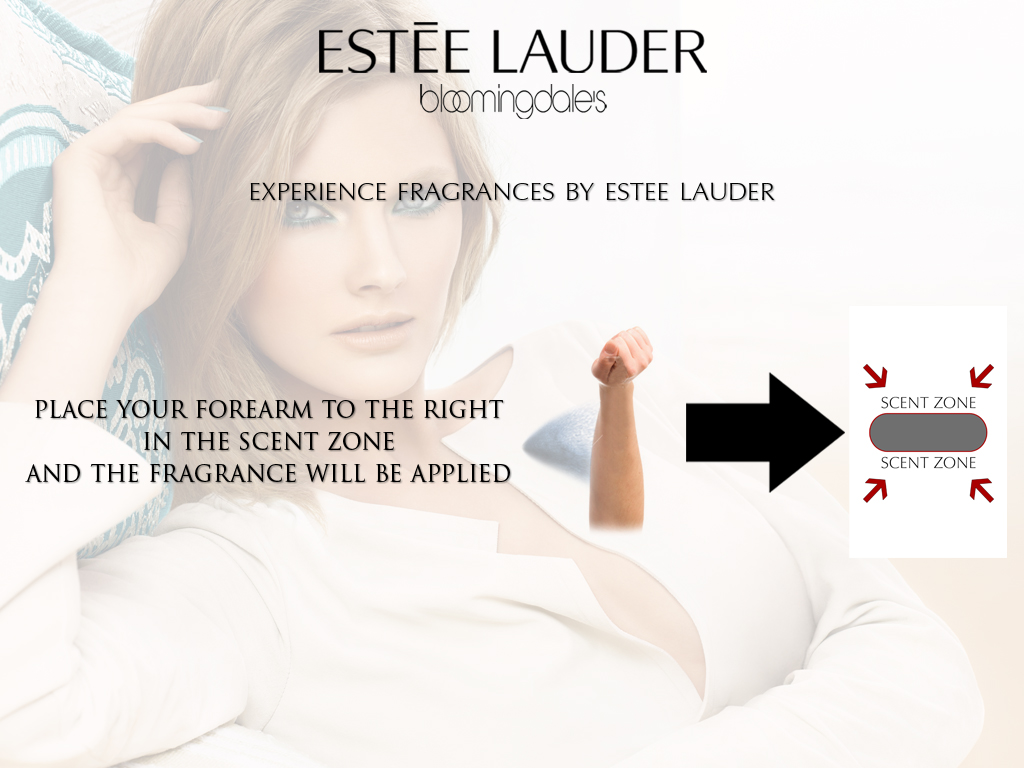 ESTĒE LAUDER
bloomingdale's
EXPERIENCE FRAGRANCES BY ESTEE LAUDER
PLACE YOUR FOREARM TO THE RIGHT
IN THE SCENT ZONE
AND THE FRAGRANCE WILL BE APPLIED
SCENT ZONE
SCENT ZONE